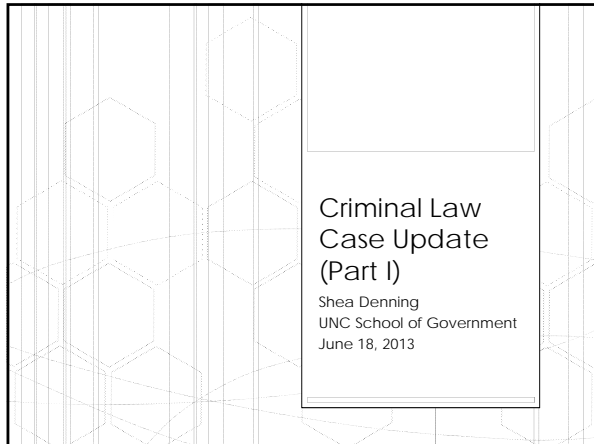 Criminal Law
Case Update
(Part I)
Shea Denning
UNC School of Government
June 18, 2013